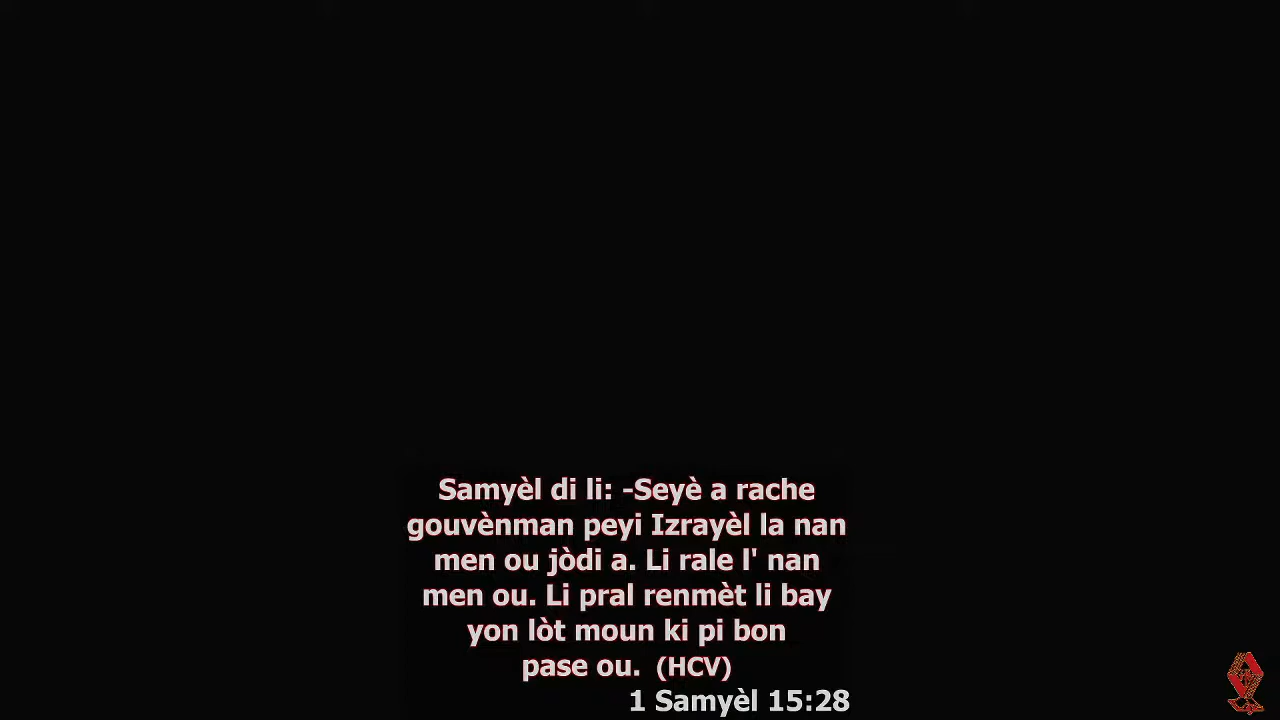 Samyèl di li: -Seyè a rache
gouvènman peyi Izrayèl la nan
men ou jòdi a. Li rale l' nan
men ou. Li pral renmèt li bay
yon lòt moun ki pi bon
pase ou.  (HCV)
1 Samyèl 15:28